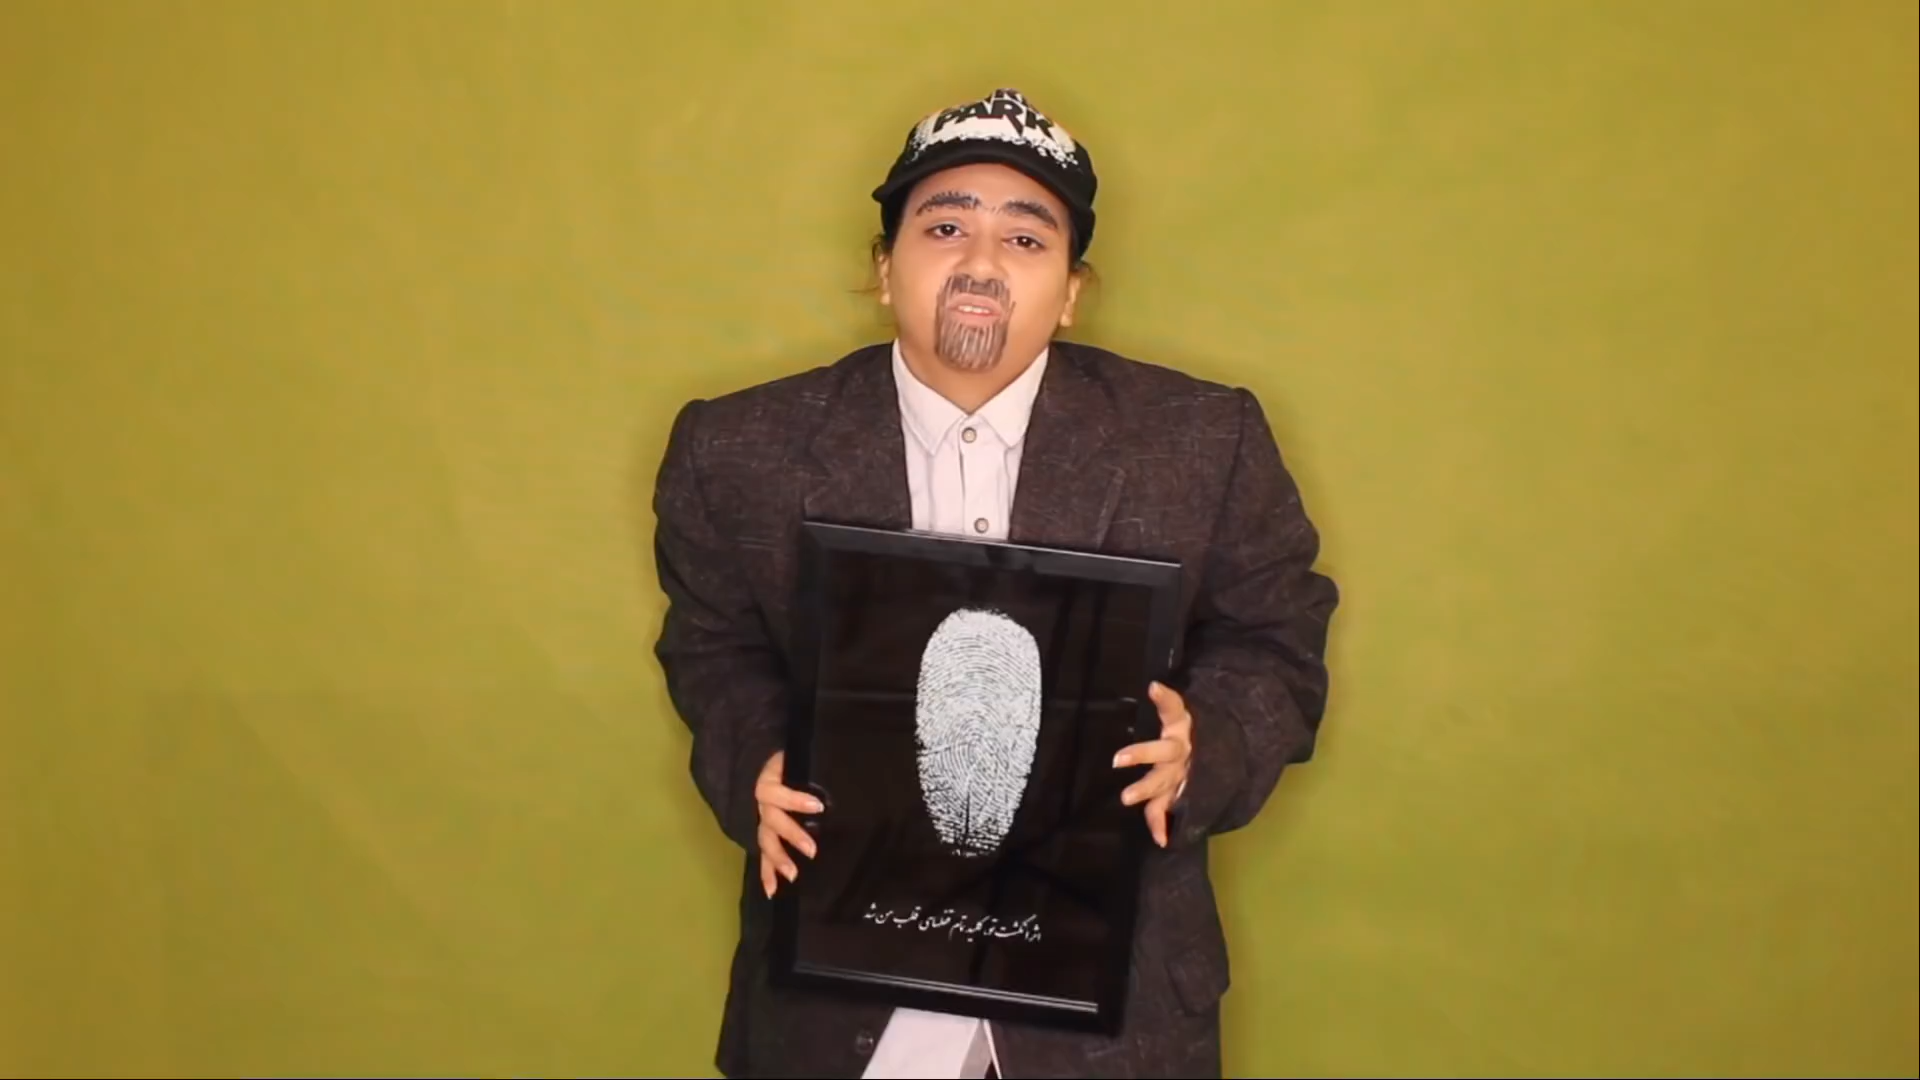 PARK
اثر انگشت تو کلید تمام قفلهای قلب من شد